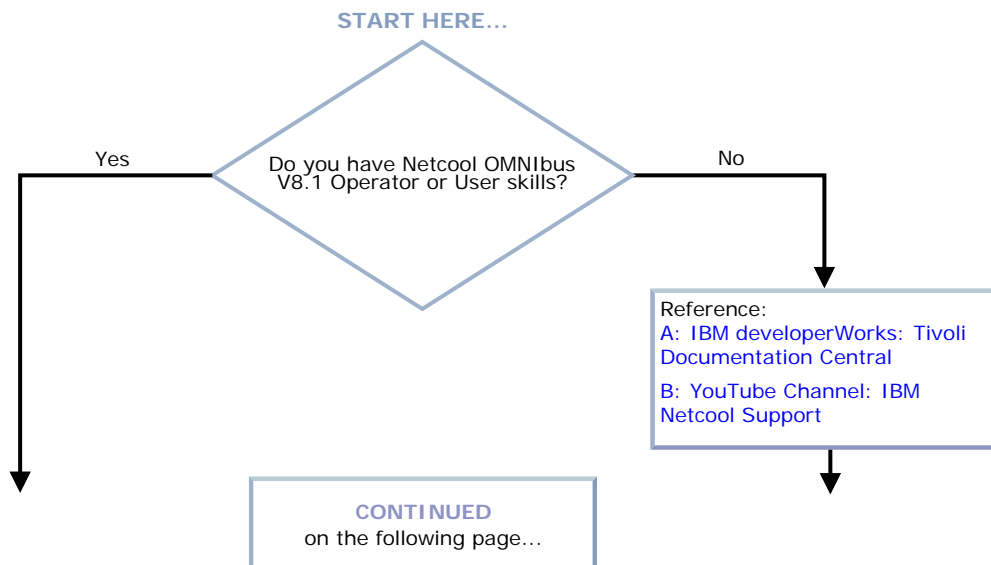 START HERE...
Yes
Do you have Netcool OMNIbus
V8.1 Operator or User skills?
No
Reference:
A: IBM developerWorks: Tivoli
Documentation Central
B: YouTube Channel: IBM
Netcool Support
CONTINUED
on the following page...